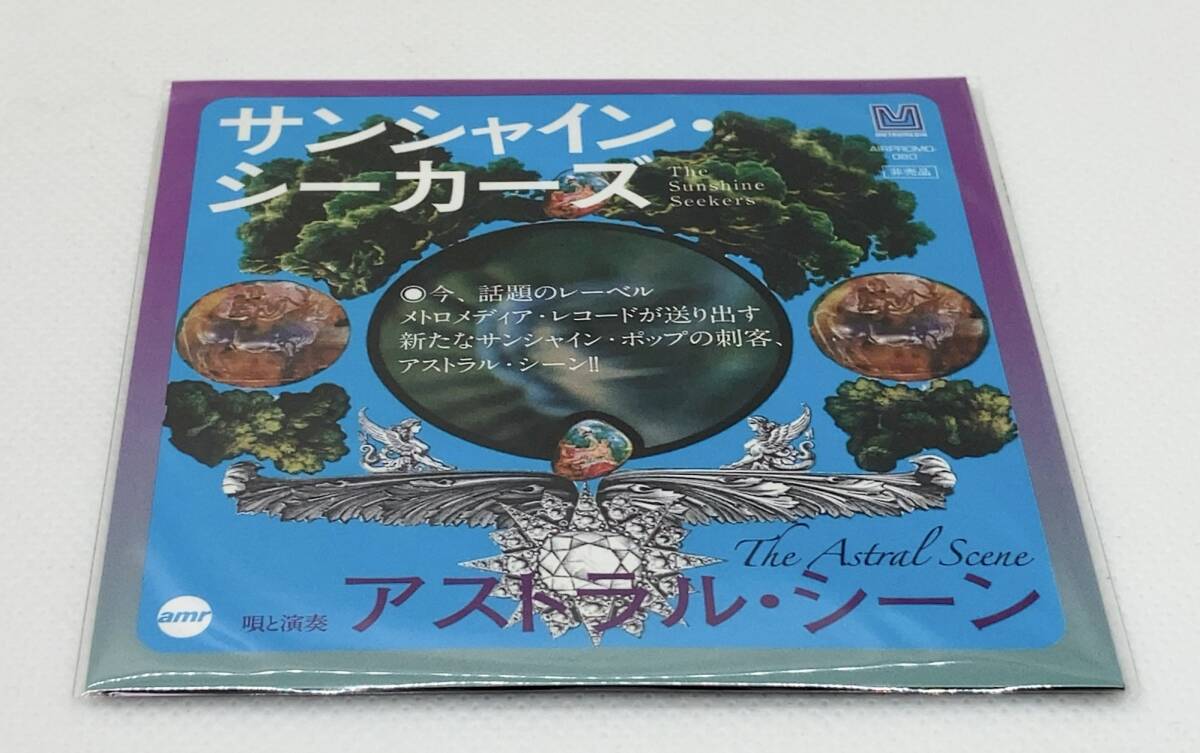 サンシャイン・
シーカーズ
The
Sunshine
Seekers
METROMEDIA
AIRPROMO-
080
非売品
◉今、話題のレーベル
メトロメディア・レコードが送り出す
新たなサンシャイン・ポップの刺客、
アストラル・シーン!!
The Astral Scene
amr
唄と演奏
アストラル・シーン